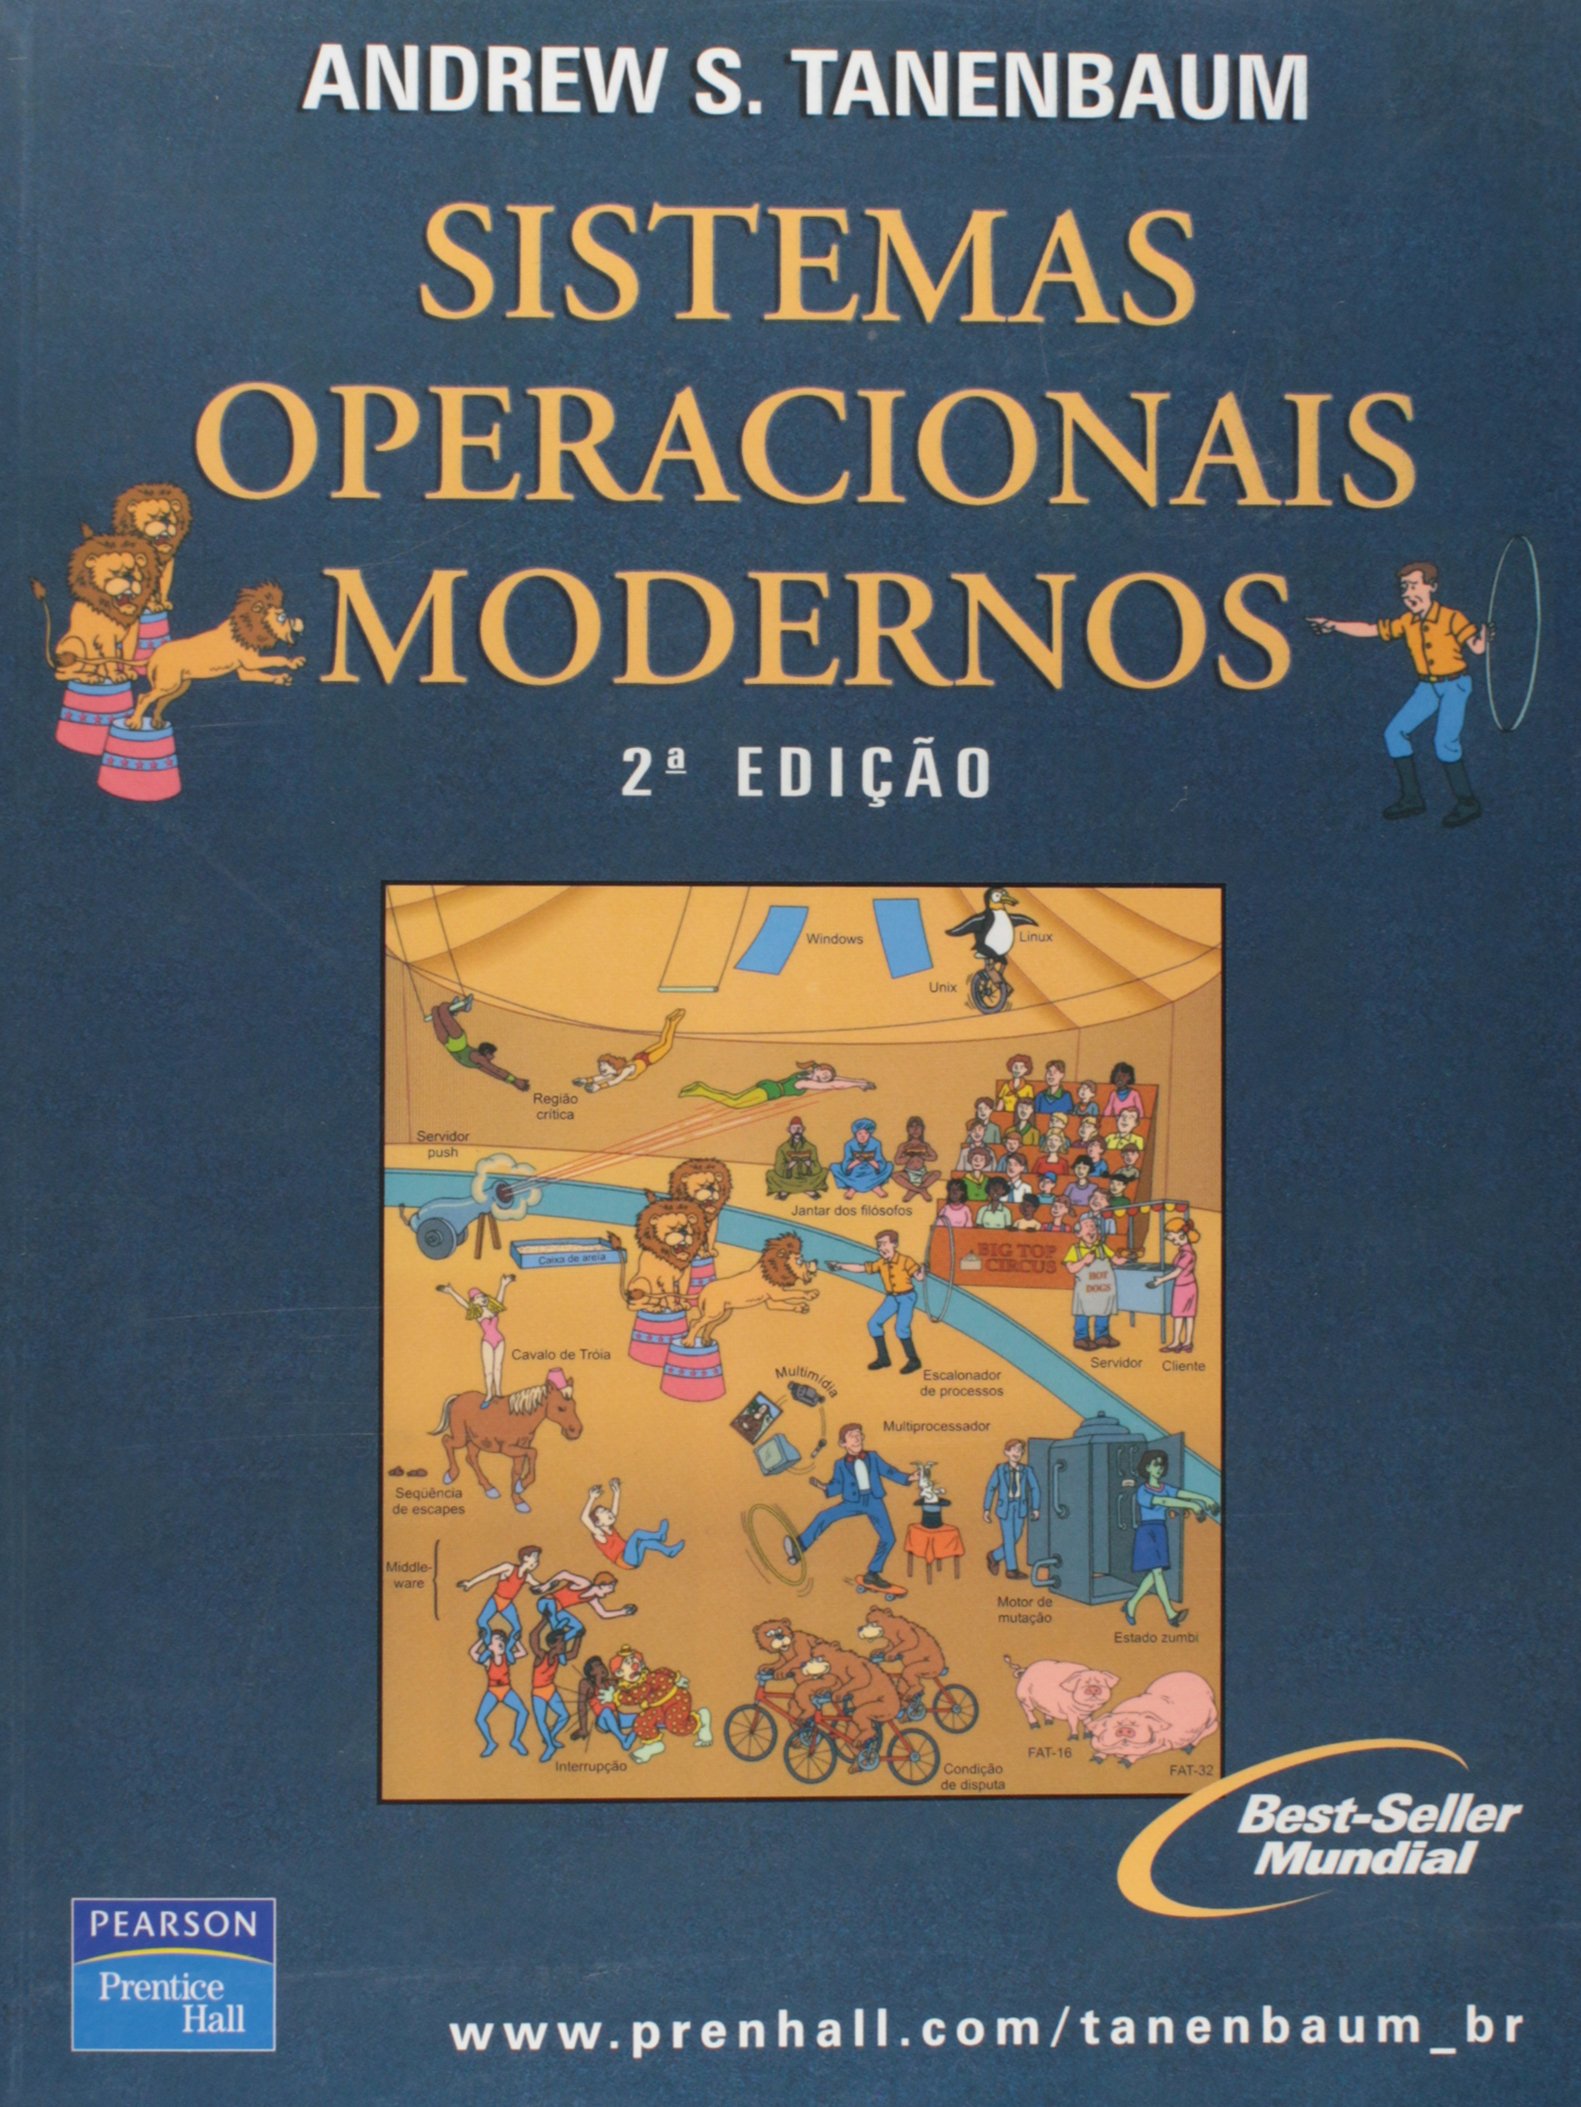 ANDREW S. TANENBAUM
SISTEMAS
OPERACIONAIS
MODERNOS
2ª EDIÇÃO
Windows
Linux
Unix
Região
crítica
Servidor
push
Jantar dos filósofos
Caixa de areia
BIG TOP
CIRCUS
HOT
DOGS
Cavalo de Tróia
Servidor
Cliente
Escalonador
de processos
Multimídia
Multiprocessador
Seqüência
de escapes
Middle-
ware
Motor de
mutação
Estado zumbi
Interrupção
Condição
de disputa
FAT-16
FAT-32
Best-Seller
Mundial
PEARSON
Prentice
Hall
www.prenhall.com/tanenbaum_br